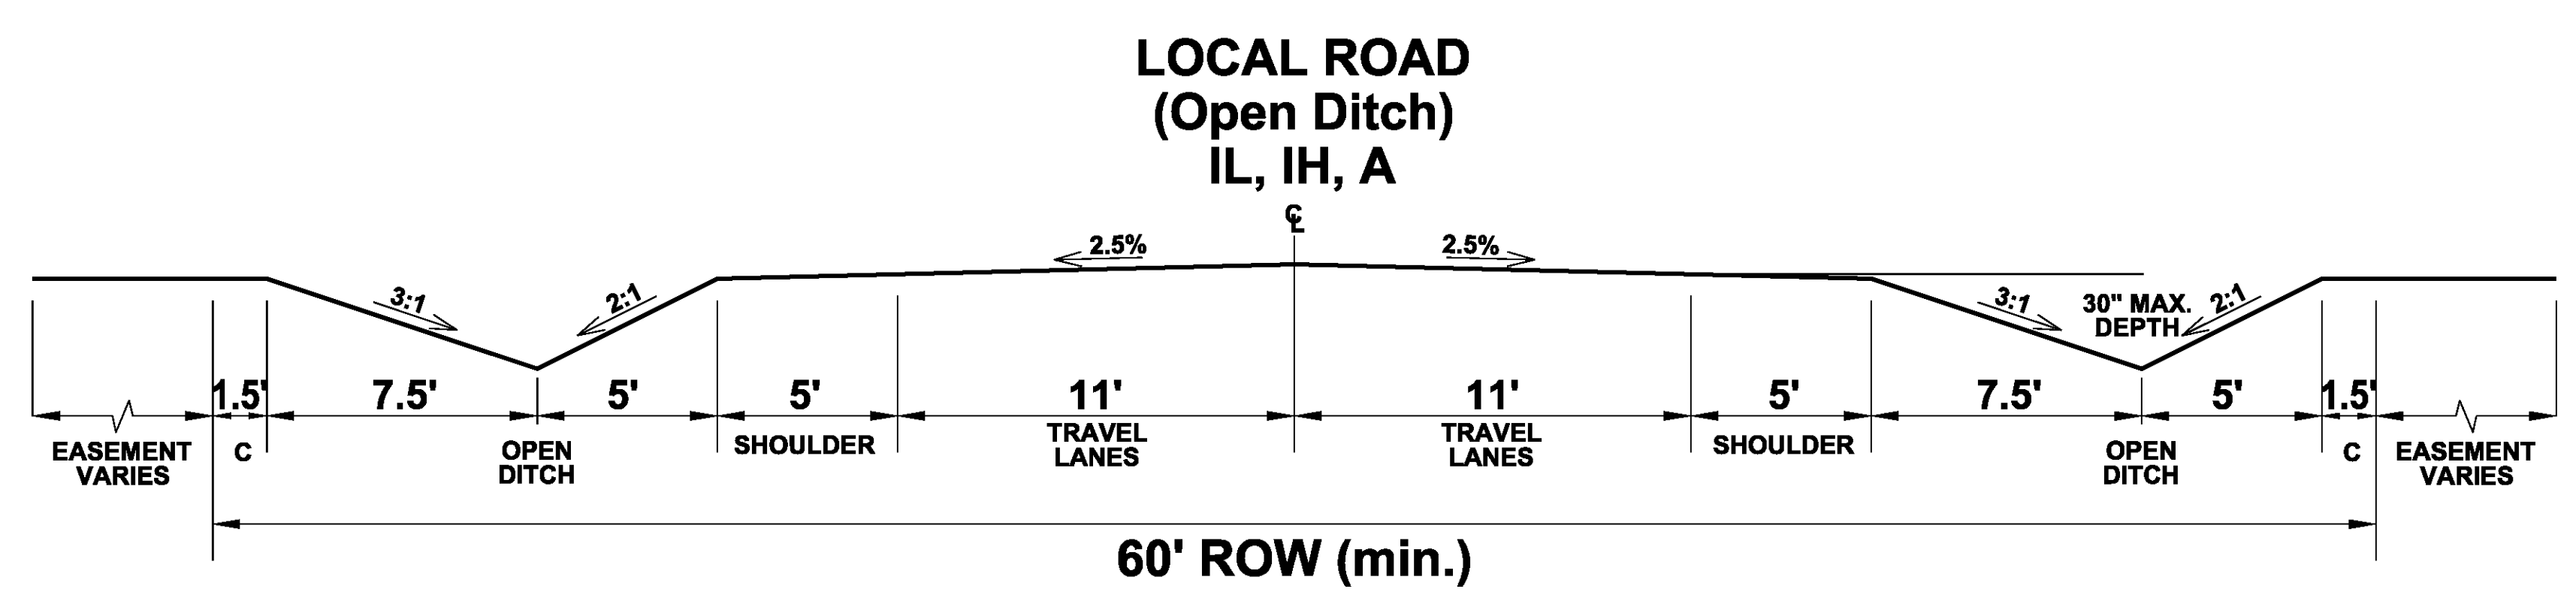 LOCAL ROAD
(Open Ditch)
IL, IH, A
℄
2.5% 2.5%
3:1 2:1 3:1 30" MAX. 2:1
DEPTH
1.5' 7.5' 5' 5' 11' 11' 5' 7.5' 5' 1.5'
EASEMENT C OPEN SHOULDER TRAVEL TRAVEL SHOULDER OPEN C EASEMENT
VARIES DITCH LANES LANES DITCH VARIES
60' ROW (min.)